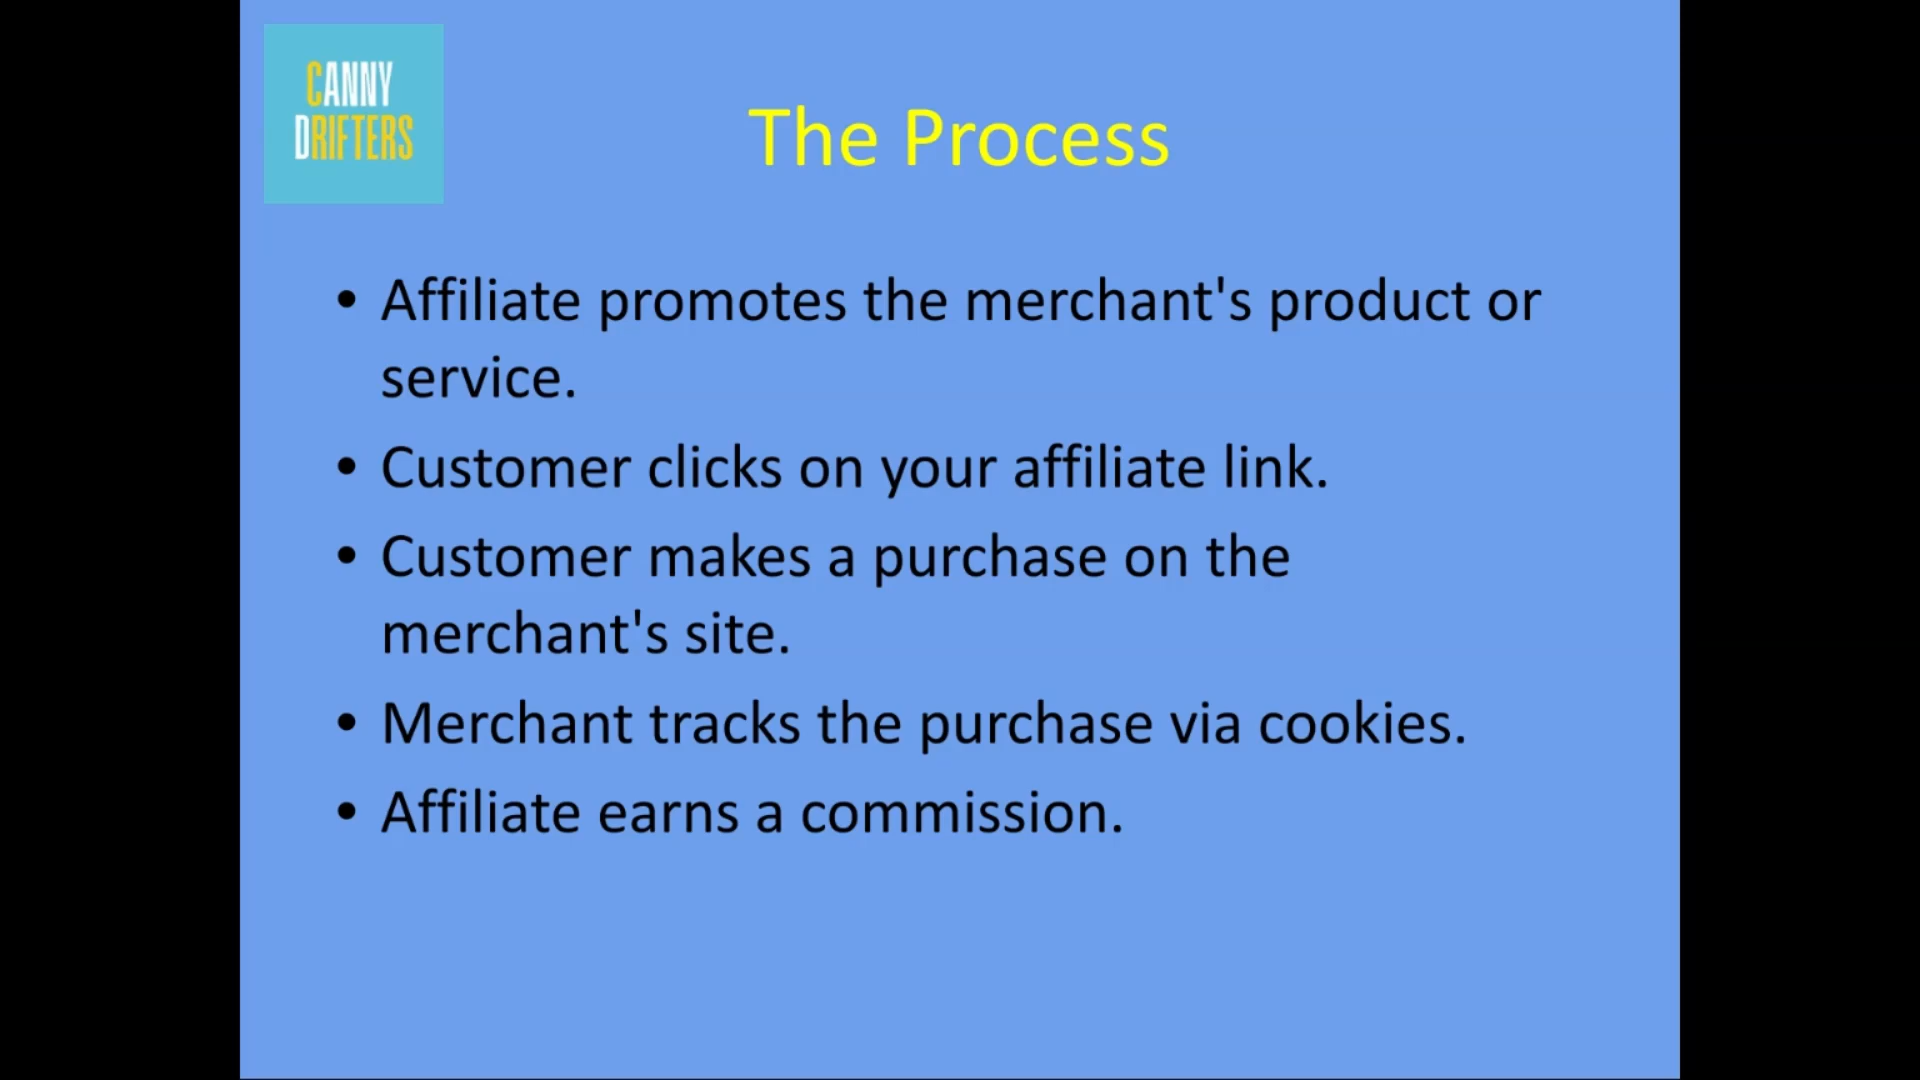 CANNY
DRIFTERS
The Process
• Affiliate promotes the merchant's product or
service.
• Customer clicks on your affiliate link.
• Customer makes a purchase on the
merchant's site.
• Merchant tracks the purchase via cookies.
• Affiliate earns a commission.